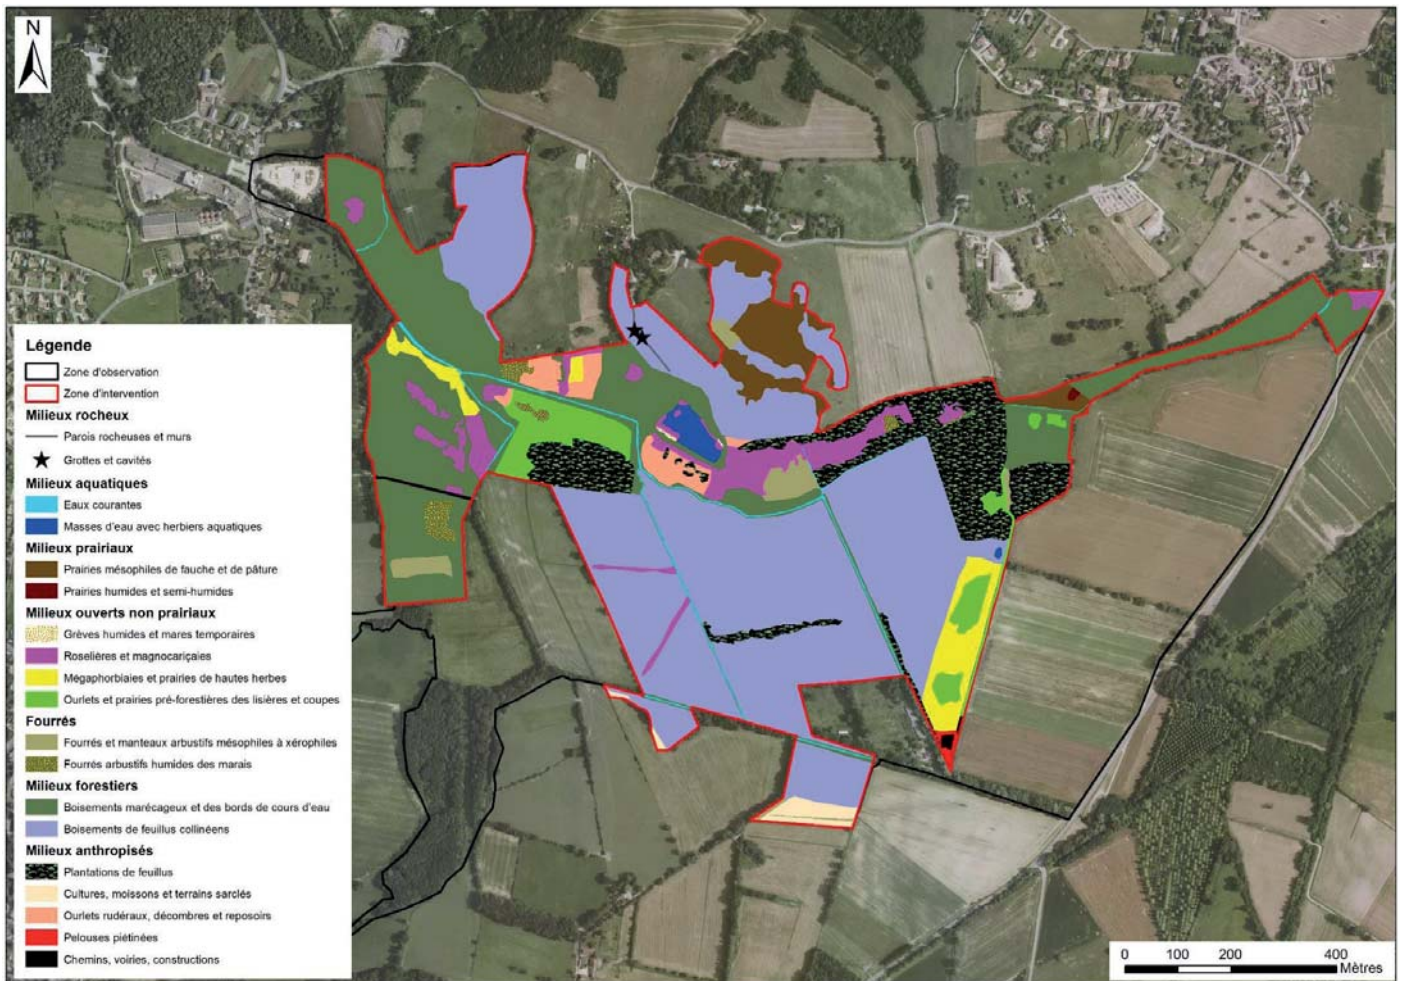 N
Légende
Zone d'observation
Zone d'intervention
Milieux rocheux
Parois rocheuses et murs
Grottes et cavités
Milieux aquatiques
Eaux courantes
Masses d'eau avec herbiers aquatiques
Milieux prairiaux
Prairies mésophiles de fauche et de pâture
Prairies humides et semi-humides
Milieux ouverts non prairiaux
Grèves humides et mares temporaires
Roselières et magnocariçaies
Mégaphorbiaies et prairies de hautes herbes
Ourlets et prairies pré-forestières des lisières et coupes
Fourrés
Fourrés et manteaux arbustifs mésophiles à xérophiles
Fourrés arbustifs humides des marais
Milieux forestiers
Boisements marécageux et des bords de cours d'eau
Boisements de feuillus collinéens
Milieux anthropisés
Plantations de feuillus
Cultures, moissons et terrains sarclés
Ourlets rudéraux, décombres et reposoirs
Pelouses piétinées
Chemins, voiries, constructions
0 100 200 400
Mètres